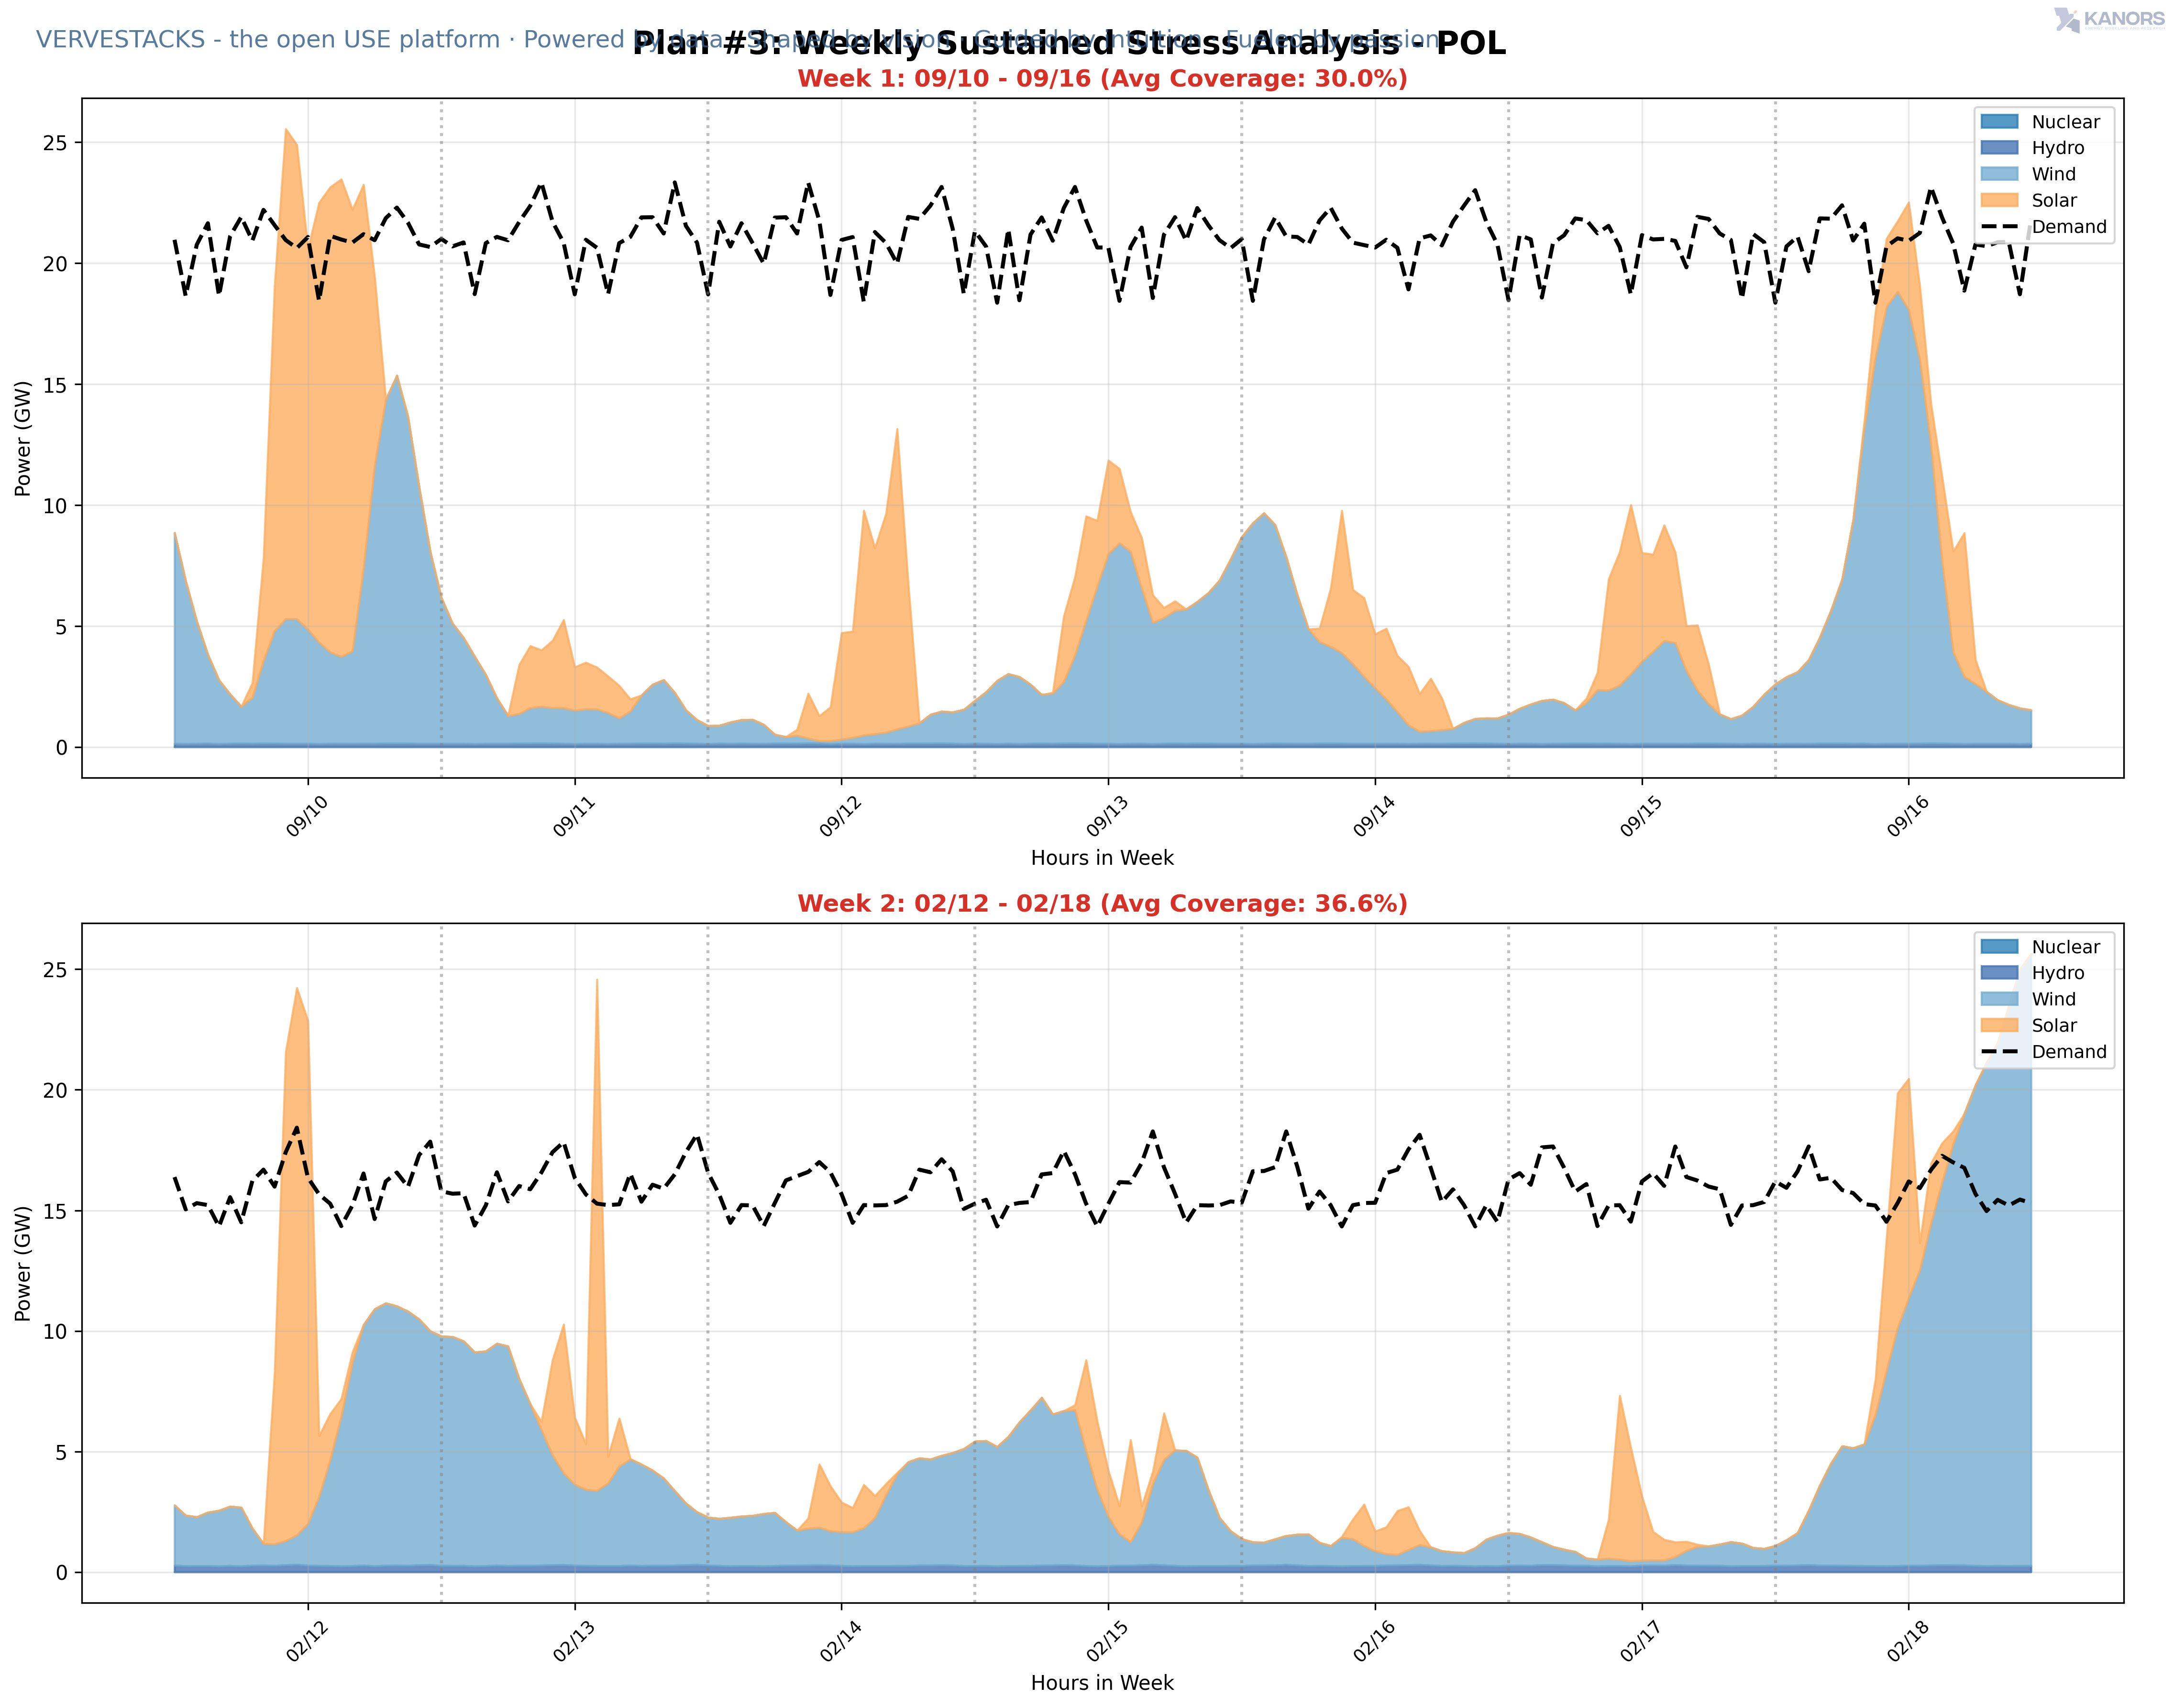 KANORS
VERVESTACKS - the open USE platform · Powered by data · Shaped by vision · Guided by intuition · Fueled by passion
Plan #3: Weekly Sustained Stress Analysis - POL
Week 1: 09/10 - 09/16 (Avg Coverage: 30.0%)
Power (GW)
25
20
15
10
5
0
Nuclear
Hydro
Wind
Solar
Demand
09/10
09/11
09/12
09/13
09/14
09/15
09/16
Hours in Week
Week 2: 02/12 - 02/18 (Avg Coverage: 36.6%)
Power (GW)
25
20
15
10
5
0
Nuclear
Hydro
Wind
Solar
Demand
02/12
02/13
02/14
02/15
02/16
02/17
02/18
Hours in Week